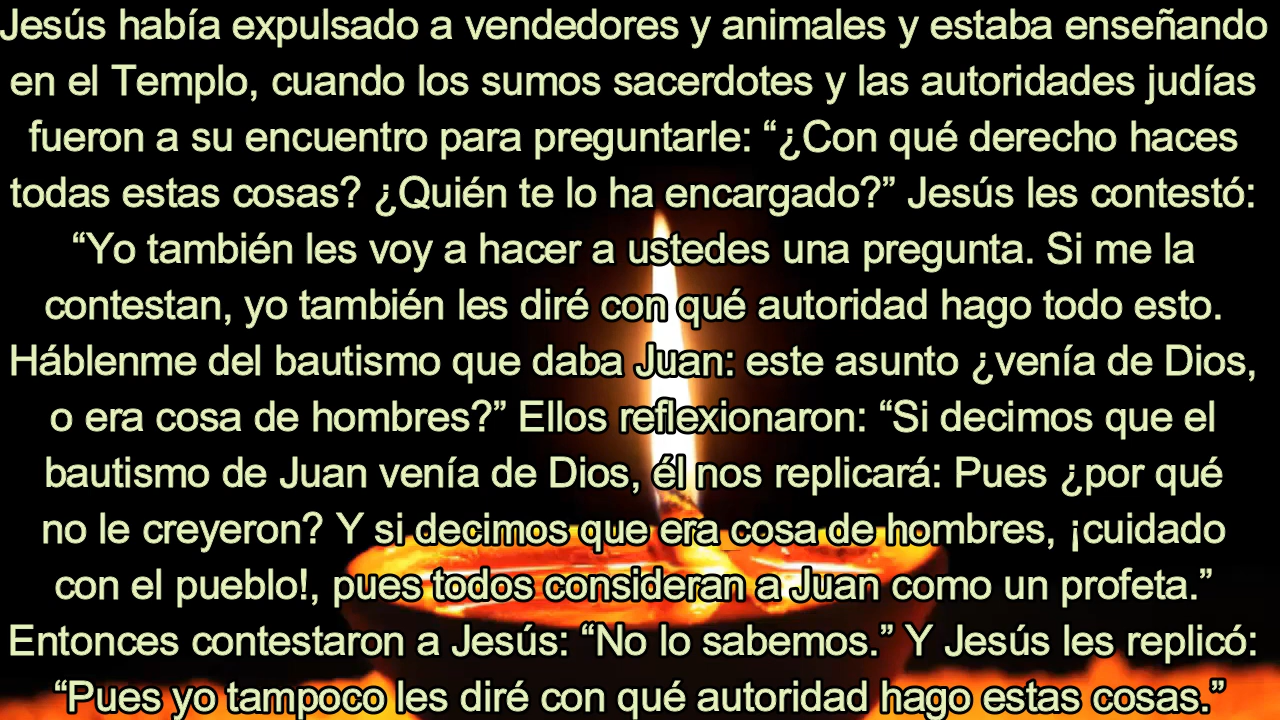 Jesús había expulsado a vendedores y animales y estaba enseñando
en el Templo, cuando los sumos sacerdotes y las autoridades judías
fueron a su encuentro para preguntarle: “¿Con qué derecho haces
todas estas cosas? ¿Quién te lo ha encargado?” Jesús les contestó:
“Yo también les voy a hacer a ustedes una pregunta. Si me la
contestan, yo también les diré con qué autoridad hago todo esto.
Háblenme del bautismo que daba Juan: este asunto ¿venía de Dios,
o era cosa de hombres?” Ellos reflexionaron: “Si decimos que el
bautismo de Juan venía de Dios, él nos replicará: Pues ¿por qué
no le creyeron? Y si decimos que era cosa de hombres, ¡cuidado
con el pueblo!, pues todos consideran a Juan como un profeta.”
Entonces contestaron a Jesús: “No lo sabemos.” Y Jesús les replicó:
“Pues yo tampoco les diré con qué autoridad hago estas cosas.”